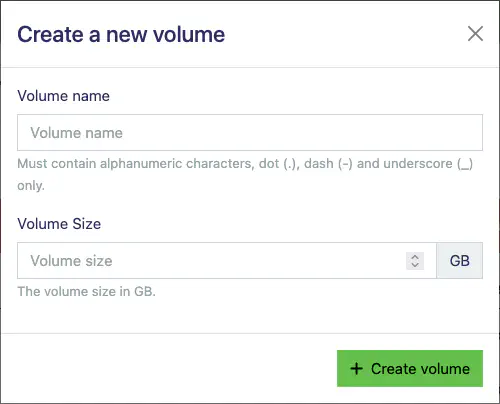 Create a new volume
Volume name
Volume name
Must contain alphanumeric characters, dot (.), dash (-) and underscore (_)
only.
Volume Size
Volume size
GB
The volume size in GB.
+ Create volume